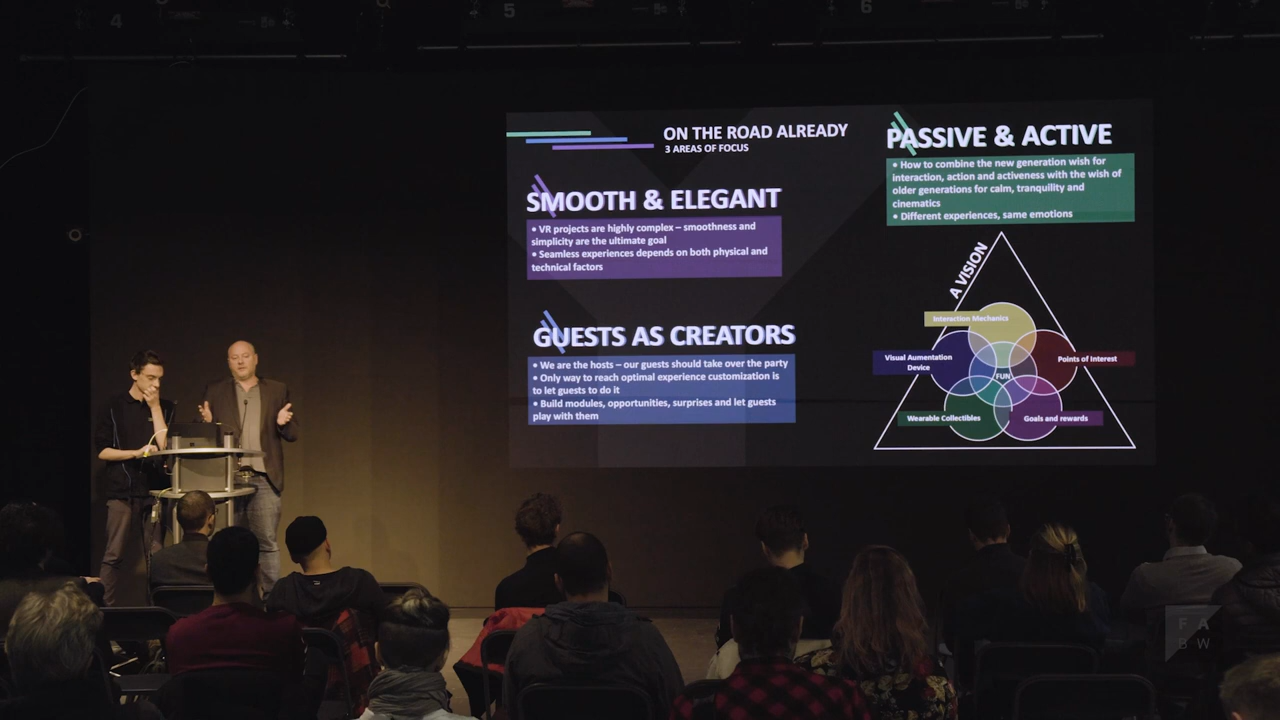 4
5
6
ON THE ROAD ALREADY
3 AREAS OF FOCUS
SMOOTH & ELEGANT
• VR projects are highly complex – smoothness and
simplicity are the ultimate goal
• Seamless experiences depends on both physical and
technical factors
GUESTS AS CREATORS
• We are the hosts – our guests should take over the party
• Only way to reach optimal experience customization is
to let guests to do it
• Build modules, opportunities, surprises and let guests
play with them
PASSIVE & ACTIVE
• How to combine the new generation wish for
interaction, action and activeness with the wish of
older generations for calm, tranquility and
cinematics
• Different experiences, same emotions
A VISION
Interaction Mechanics
Visual Aumentation
Device
Points of Interest
FUN
Wearable Collectibles
Goals and rewards
F A
B W